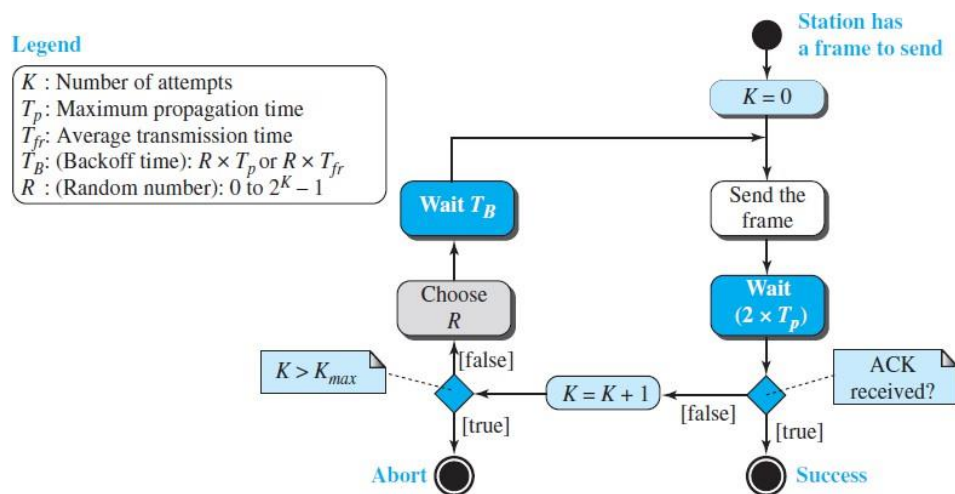 Legend
K : Number of attempts
Tp: Maximum propagation time
Tfr: Average transmission time
TB: (Backoff time): R × Tp or R × Tfr
R : (Random number): 0 to 2^K – 1
Station has
a frame to send
K = 0
Send the
frame
Wait
(2 × Tp)
ACK
received?
[false]
[true]
Success
K = K + 1
K > Kmax
[false]
[true]
Abort
Choose
R
Wait TB